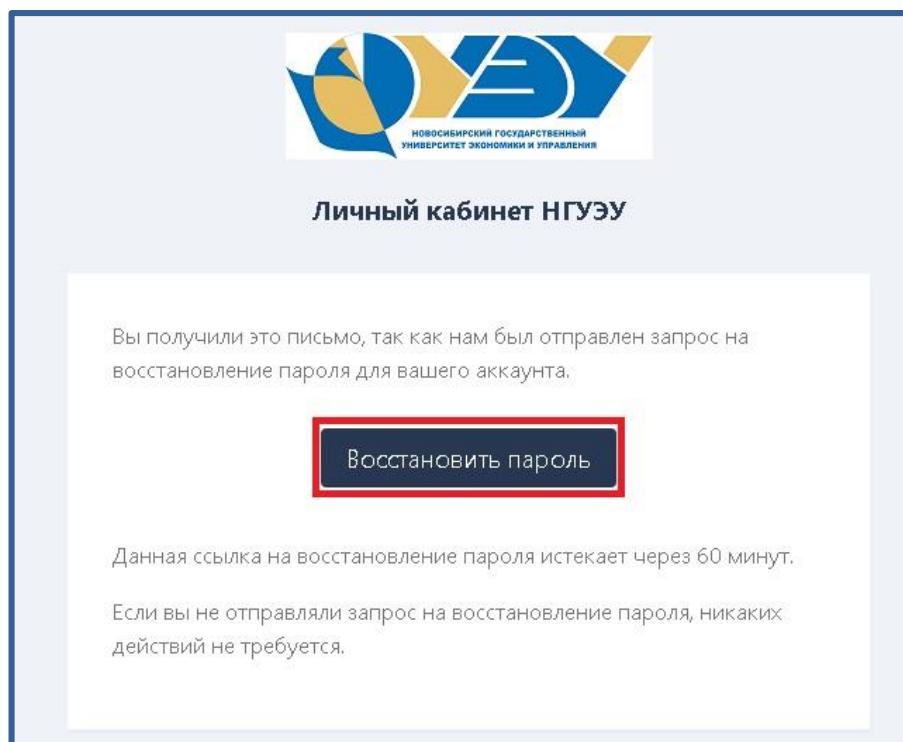 НГУЭУ
НОВОСИБИРСКИЙ ГОСУДАРСТВЕННЫЙ
УНИВЕРСИТЕТ ЭКОНОМИКИ И УПРАВЛЕНИЯ
Личный кабинет НГУЭУ
Вы получили это письмо, так как нам был отправлен запрос на
восстановление пароля для вашего аккаунта.
Восстановить пароль
Данная ссылка на восстановление пароля истекает через 60 минут.
Если вы не отправляли запрос на восстановление пароля, никаких
действий не требуется.